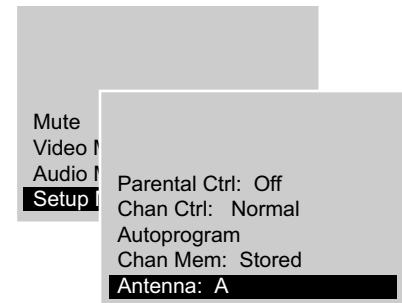 Mute
Video
Audio
Setup
Parental Ctrl: Off
Chan Ctrl: Normal
Autoprogram
Chan Mem: Stored
Antenna: A